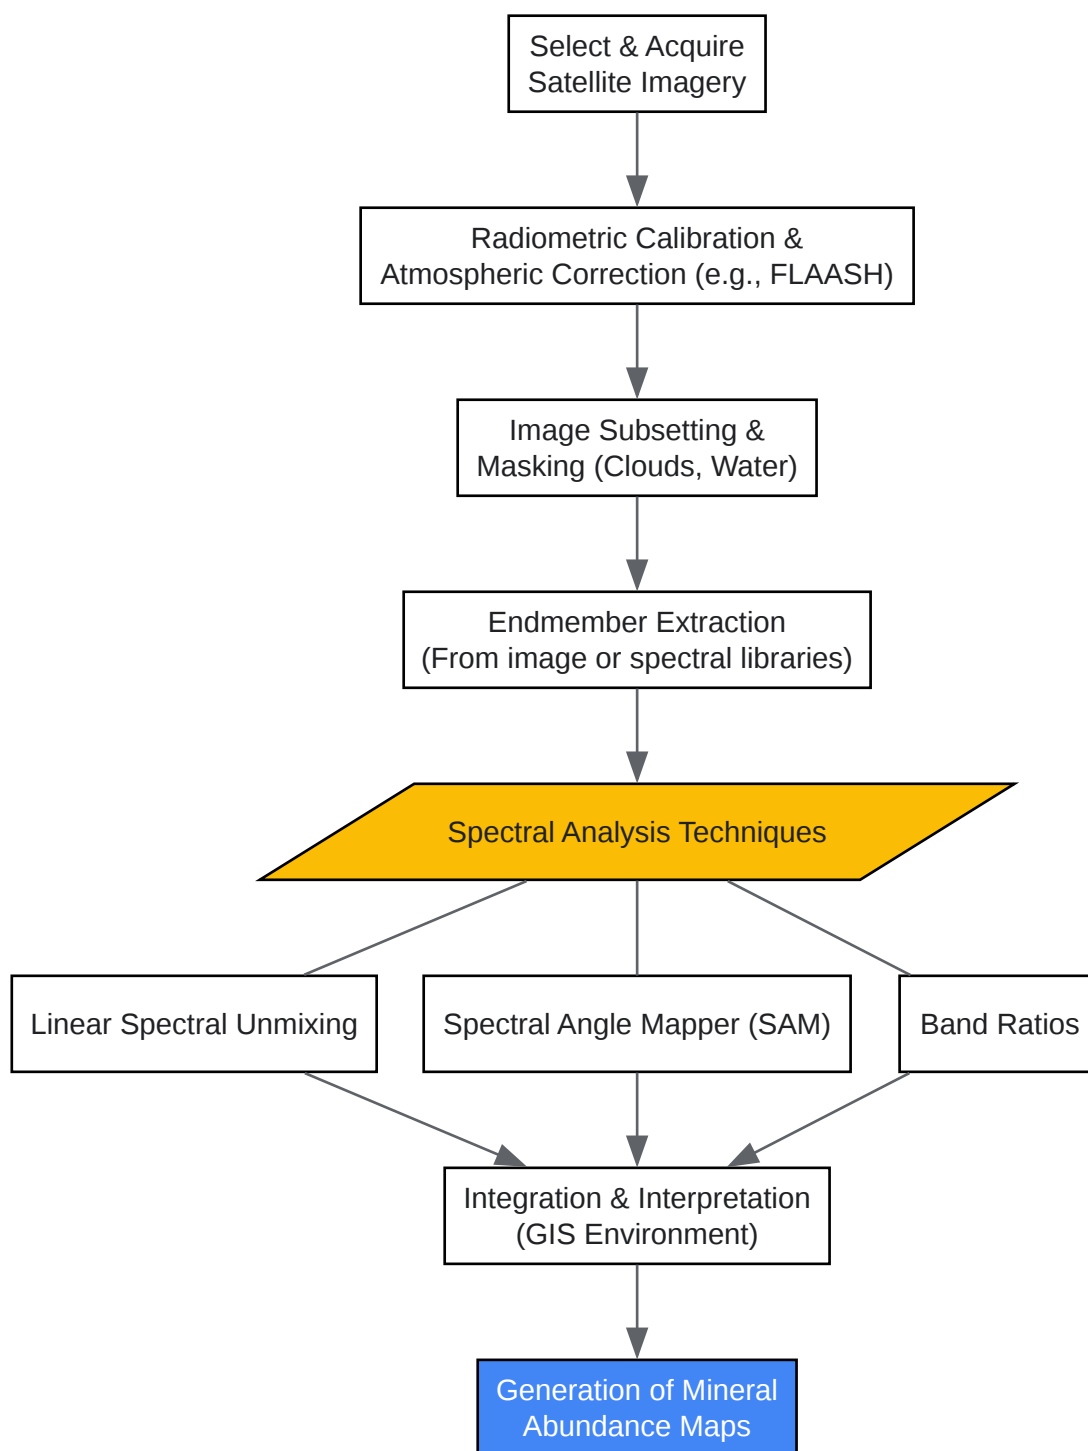 Select & Acquire
Satellite Imagery
Radiometric Calibration &
Atmospheric Correction (e.g., FLAASH)
Image Subsetting &
Masking (Clouds, Water)
Endmember Extraction
(From image or spectral libraries)
Spectral Analysis Techniques
Linear Spectral Unmixing
Spectral Angle Mapper (SAM)
Band Ratios
Integration & Interpretation
(GIS Environment)
Generation of Mineral
Abundance Maps